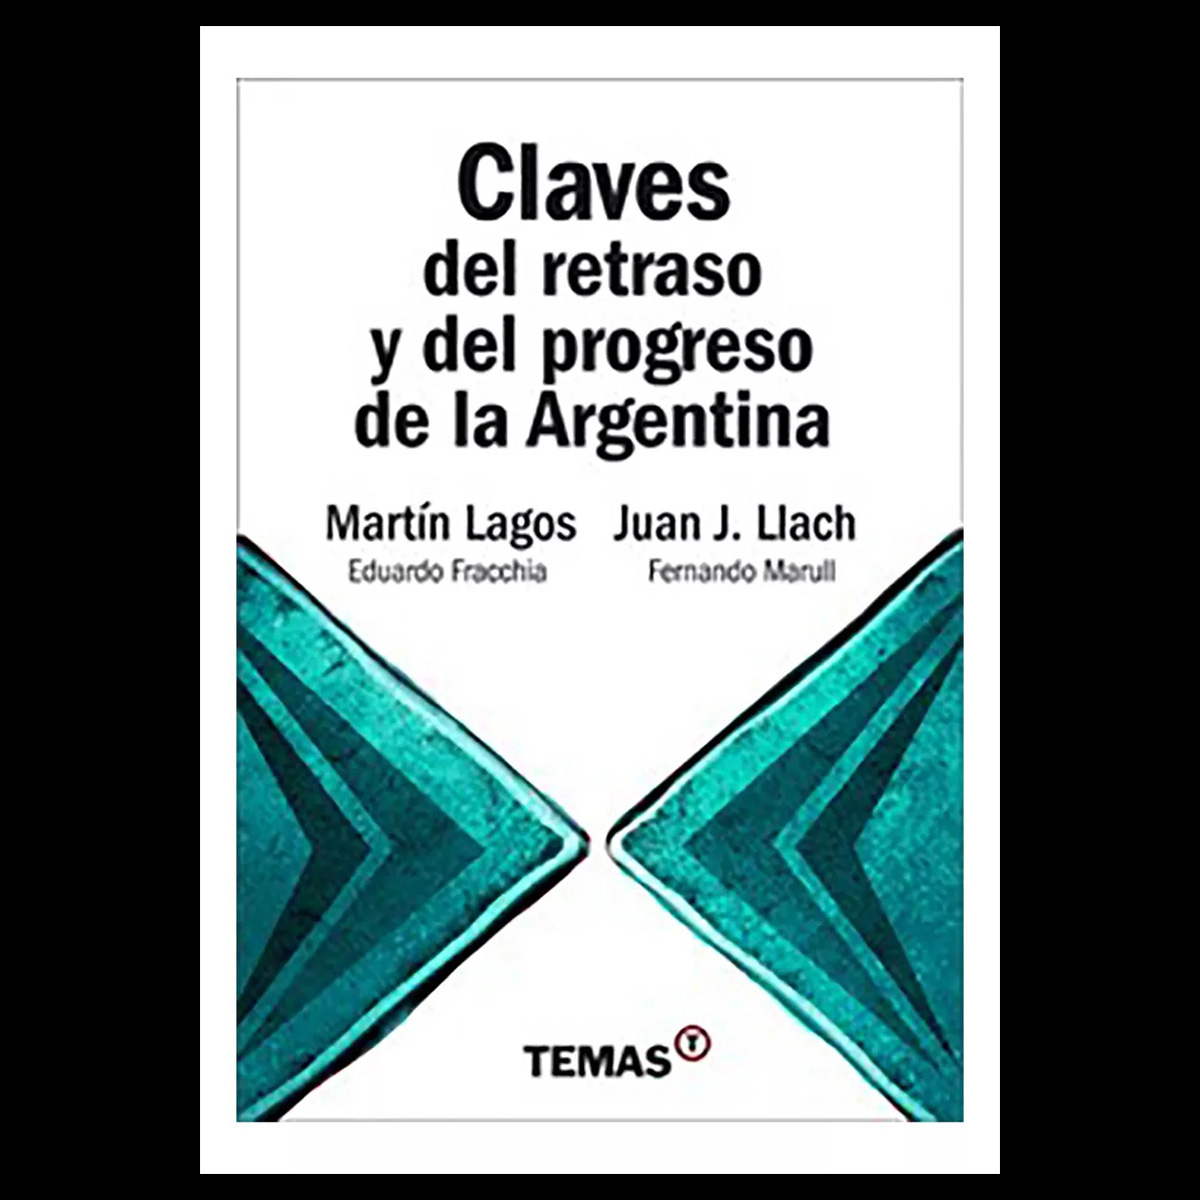 Claves
del retraso
y del progreso
de la Argentina
Martín Lagos Juan J. Llach
Eduardo Fracchia Fernando Marull
TEMAS T